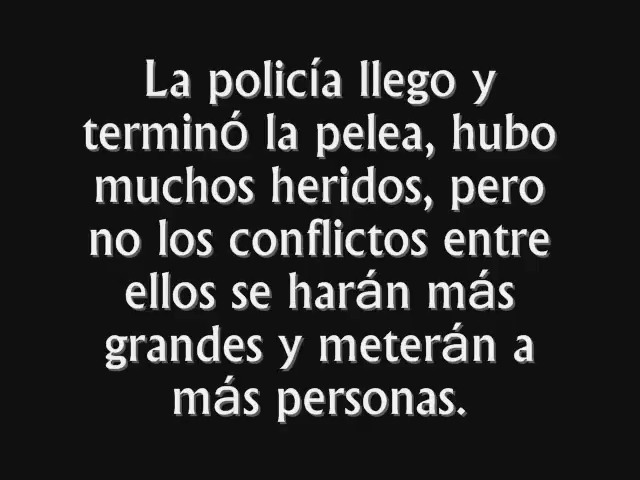 La policía llego y
terminó la pelea, hubo
muchos heridos, pero
no los conflictos entre
ellos se harán más
grandes y meterán a
más personas.